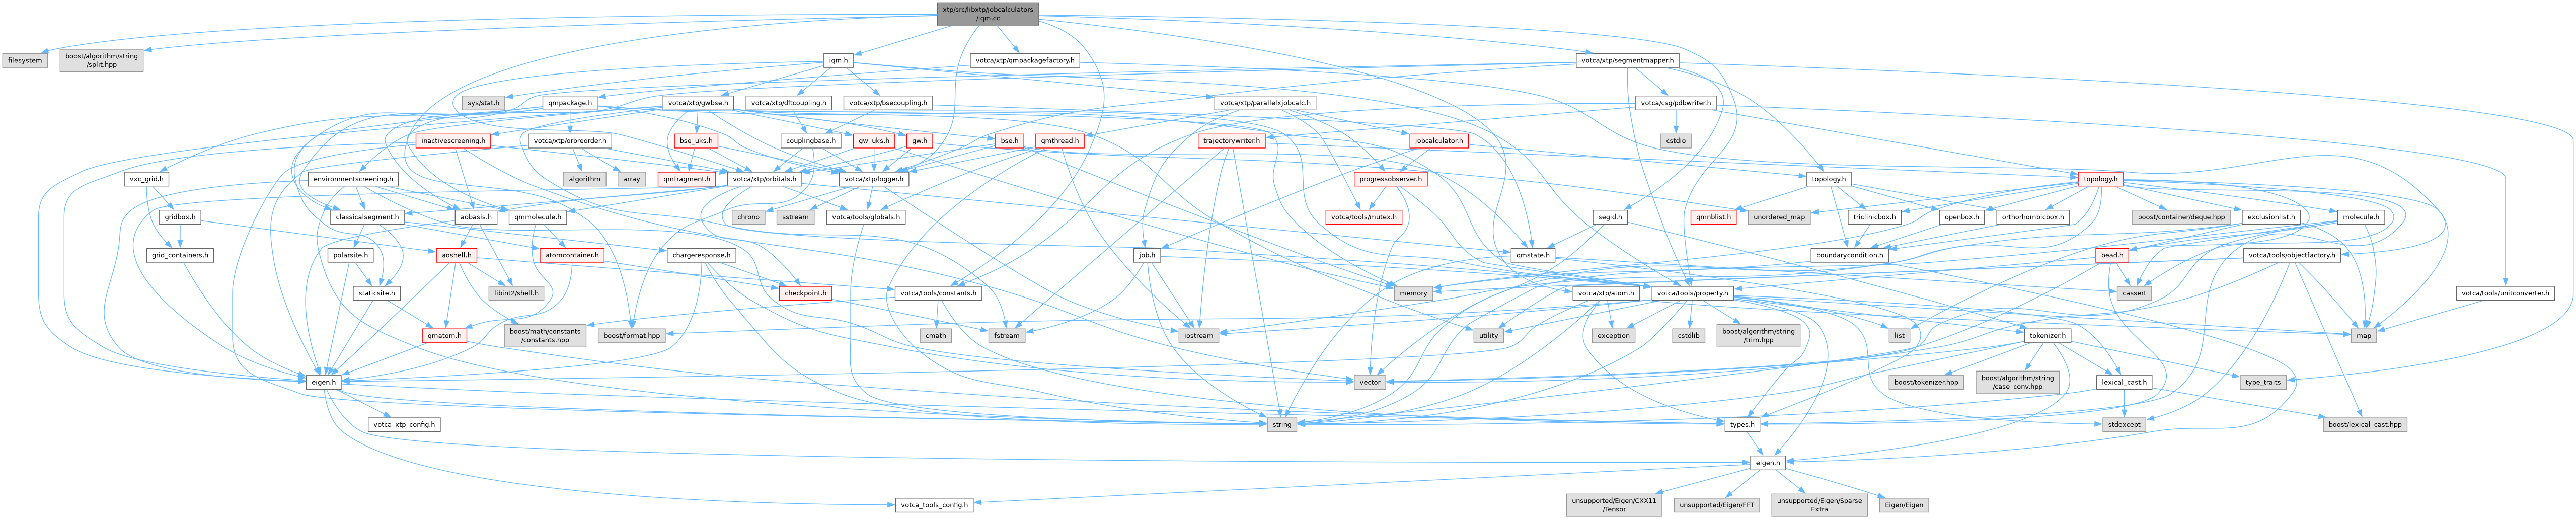 xtp/src/libxtp/jobcalculators
/iqm.cc
filesystem
boost/algorithm/string
/split.hpp
iqm.h
votca/xtp/qmpackagefactory.h
votca/xtp/segmentmapper.h
sys/stat.h
qmpackage.h
votca/xtp/gwbse.h
votca/xtp/dftcoupling.h
votca/xtp/bsecoupling.h
votca/xtp/parallelxjobcalc.h
votca/csg/pdbwriter.h
inactivescreening.h
votca/xtp/orbreorder.h
bse_uks.h
couplingbase.h
gw_uks.h
gw.h
bse.h
qmthread.h
trajectorywriter.h
cstdio
jobcalculator.h
vxc_grid.h
environmentscreening.h
algorithm
array
qmfragment.h
votca/xtp/orbitals.h
votca/xtp/logger.h
progressobserver.h
topology.h
topology.h
gridbox.h
classicalsegment.h
aobasis.h
qmmolecule.h
chrono
sstream
votca/tools/globals.h
votca/tools/mutex.h
segid.h
unordered_map
qmnblist.h
triclinicbox.h
openbox.h
orthorhombicbox.h
boost/container/deque.hpp
exclusionlist.h
molecule.h
grid_containers.h
polarsite.h
aoshell.h
atomcontainer.h
chargeresponse.h
job.h
qmstate.h
boundarycondition.h
bead.h
votca/tools/objectfactory.h
staticsite.h
libint2/shell.h
checkpoint.h
votca/tools/constants.h
memory
votca/xtp/atom.h
votca/tools/property.h
cassert
votca/tools/unitconverter.h
qmatom.h
boost/math/constants
/constants.hpp
boost/format.hpp
cmath
fstream
iostream
utility
exception
cstdlib
boost/algorithm/string
/trim.hpp
list
tokenizer.h
map
eigen.h
vector
boost/tokenizer.hpp
boost/algorithm/string
/case_conv.hpp
lexical_cast.h
type_traits
votca_xtp_config.h
string
types.h
stdexcept
boost/lexical_cast.hpp
eigen.h
votca_tools_config.h
unsupported/Eigen/CXX11
/Tensor
unsupported/Eigen/FFT
unsupported/Eigen/Sparse
Extra
Eigen/Eigen